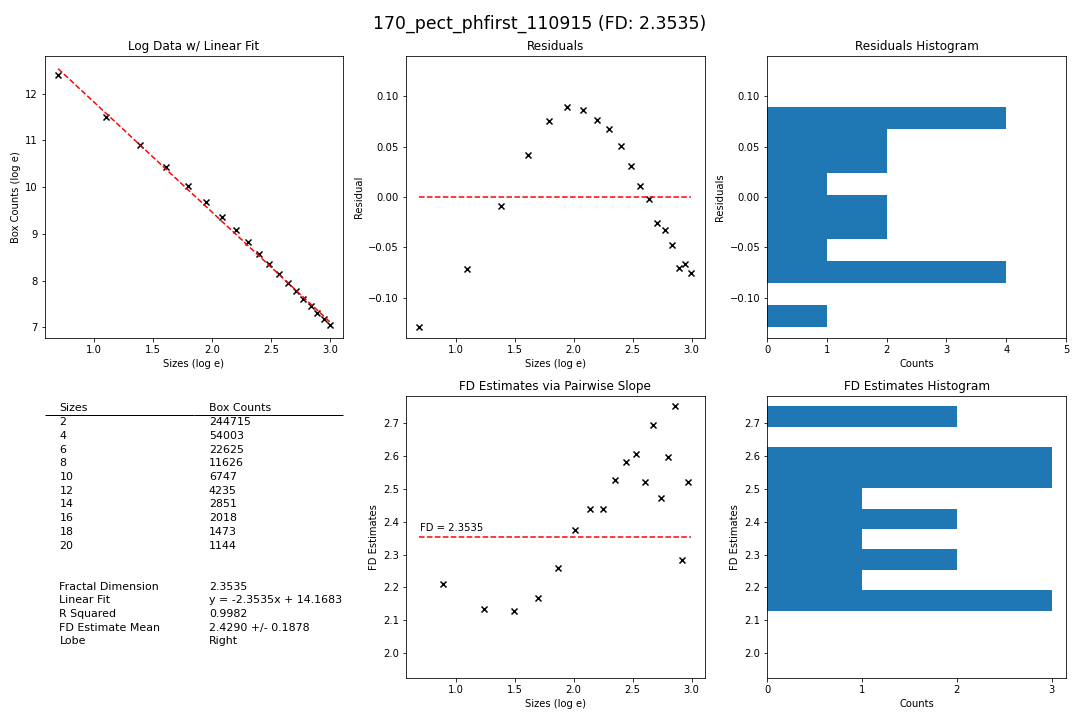 170_pect_phfirst_110915 (FD: 2.3535)
Log Data w/ Linear Fit
Box Counts (log e)
12
11
10
9
8
7
1.0 1.5 2.0 2.5 3.0
Sizes (log e)
Residuals
Residual
0.10
0.05
0.00
−0.05
−0.10
1.0 1.5 2.0 2.5 3.0
Sizes (log e)
Residuals Histogram
Residuals
0.10
0.05
0.00
−0.05
−0.10
0 1 2 3 4 5
Counts
Sizes Box Counts
2 244715
4 54003
6 22625
8 11626
10 6747
12 4235
14 2851
16 2018
18 1473
20 1144
Fractal Dimension 2.3535
Linear Fit y = -2.3535x + 14.1683
R Squared 0.9982
FD Estimate Mean 2.4290 +/- 0.1878
Lobe Right
FD Estimates via Pairwise Slope
FD Estimates
2.7
2.6
2.5
2.4
2.3
2.2
2.1
2.0
FD = 2.3535
1.0 1.5 2.0 2.5 3.0
Sizes (log e)
FD Estimates Histogram
FD Estimates
2.7
2.6
2.5
2.4
2.3
2.2
2.1
2.0
0 1 2 3
Counts